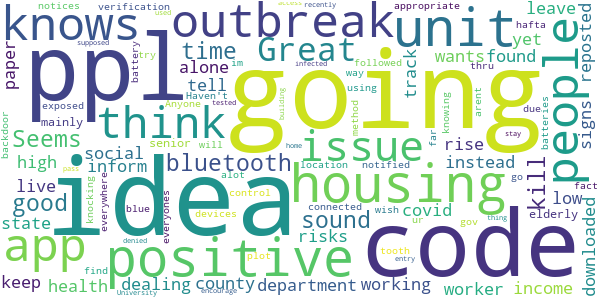 notices verification appropriate recently success
knows outbreak unit leave
paper time Great wants found yet reposted
battery alone supposed used
ppl going people
exposed tell im infected followed track way thru
mainly try Anyone Haven't using
backdoor think tested knowing arent due batteries
senior will building method far rise signs stay
Seems social bluetooth issue instead kill
high inform alot location notified go hafta fact
live everywhere knocking blue everyones idea housing code downloaded
good home sound covid low
state control devices connected wish elderly
pass risks ur gov thing
app positive tooth
keep health find denied dealing county plot department working worker income
University encourage entry